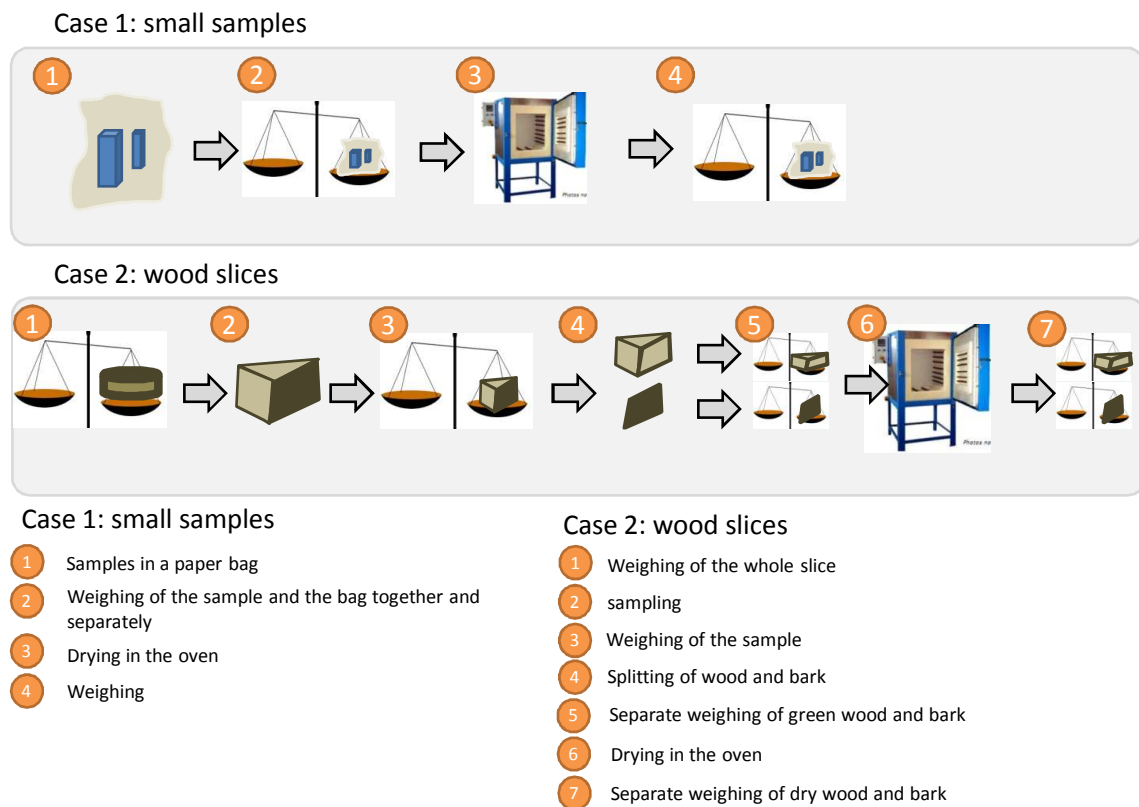 Case 1: small samples
1
2
3
4
Photos na
Case 2: wood slices
1
2
3
4
5
6
7
Photos na
Case 1: small samples
1 Samples in a paper bag
2 Weighing of the sample and the bag together and
separately
3 Drying in the oven
4 Weighing
Case 2: wood slices
1 Weighing of the whole slice
2 sampling
3 Weighing of the sample
4 Splitting of wood and bark
5 Separate weighing of green wood and bark
6 Drying in the oven
7 Separate weighing of dry wood and bark